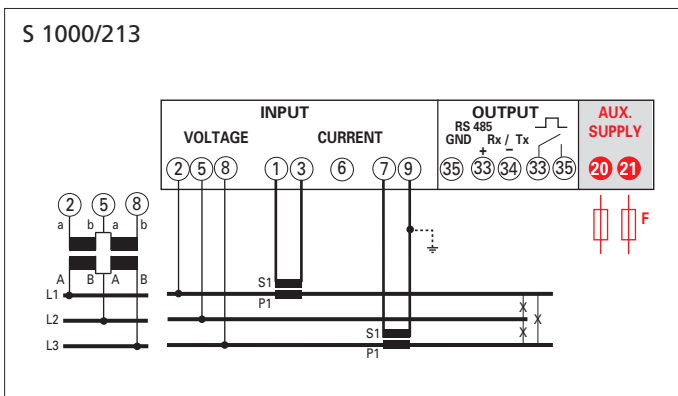 S 1000/213
INPUT
OUTPUT
AUX.
SUPPLY
VOLTAGE
CURRENT
RS 485
GND Rx / Tx
+ −
2 5 8 1 3 6 7 9 35 33 34 33 35 20 21
2 5 8
a b a b
F
A B A B
S1
L1
P1
L2
S1
L3
P1
X
X X
X